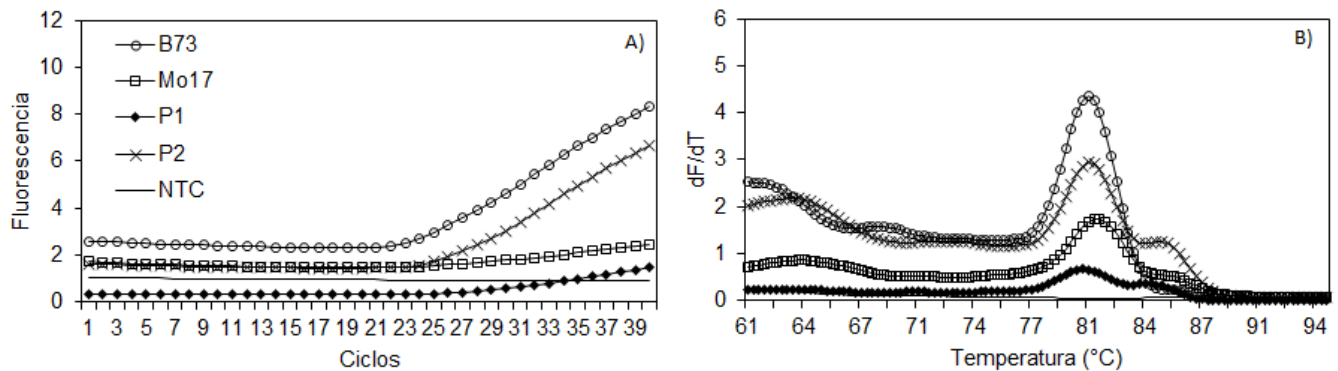 A)
Fluorescencia
12
10
8
6
4
2
0
B73
Mo17
P1
P2
NTC
1 3 5 7 9 11 13 15 17 19 21 23 25 27 29 31 33 35 37 39
Ciclos
B)
dF/dT
6
5
4
3
2
1
0
61 64 67 71 74 77 81 84 87 91 94
Temperatura (°C)